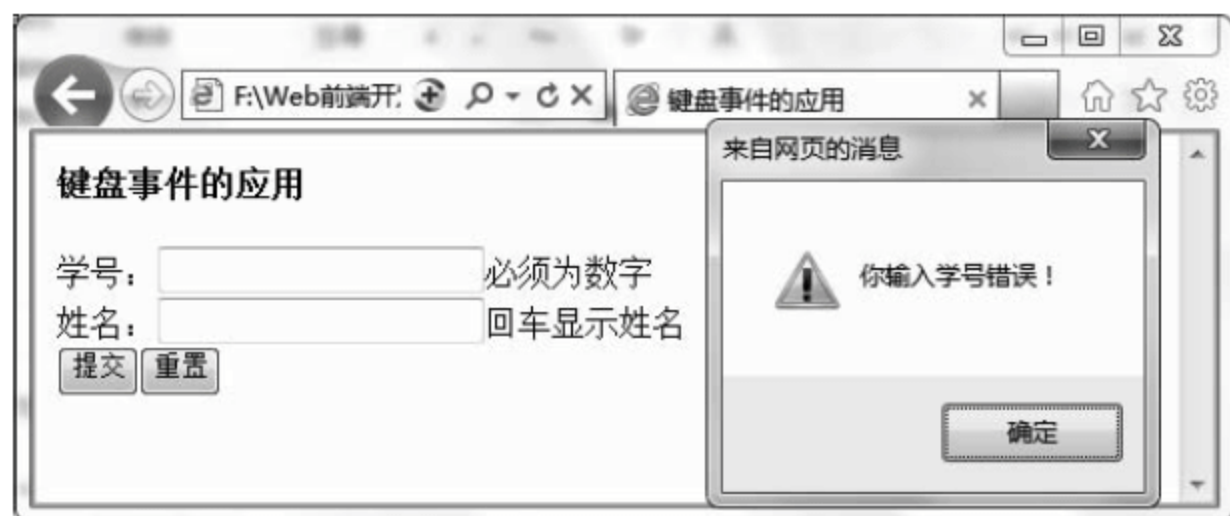 F:\Web前端开
键盘事件的应用
来自网页的消息
键盘事件的应用
学号：
必须为数字
姓名：
回车显示姓名
提交 重置
你输入学号错误！
确定